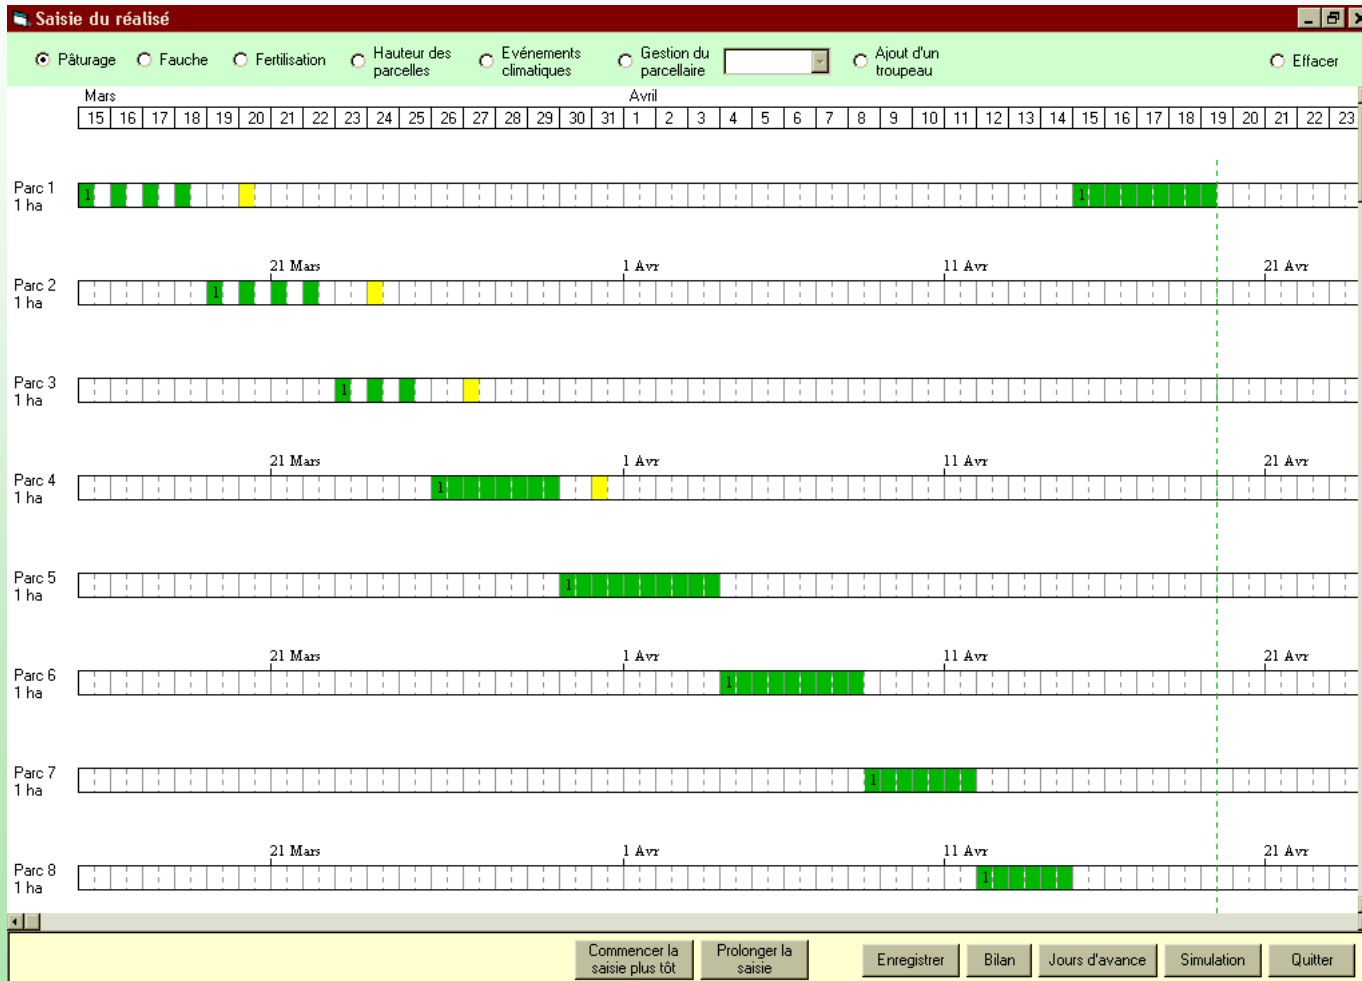 Saisie du réalisé
Pâturage Fauche Fertilisation Hauteur des parcelles Evénements climatiques Gestion du parcellaire Ajout d'un troupeau Effacer
Mars Avril
15 16 17 18 19 20 21 22 23 24 25 26 27 28 29 30 31 1 2 3 4 5 6 7 8 9 10 11 12 13 14 15 16 17 18 19 20 21 22 23
Parc 1
1 ha
1 1
21 Mars 1 Avr 11 Avr 21 Avr
Parc 2
1 ha
1
Parc 3
1 ha
1
21 Mars 1 Avr 11 Avr 21 Avr
Parc 4
1 ha
1
Parc 5
1 ha
1
21 Mars 1 Avr 11 Avr 21 Avr
Parc 6
1 ha
1
Parc 7
1 ha
1
21 Mars 1 Avr 11 Avr 21 Avr
Parc 8
1 ha
1
Commencer la saisie plus tôt Prolonger la saisie Enregistrer Bilan Jours d'avance Simulation Quitter